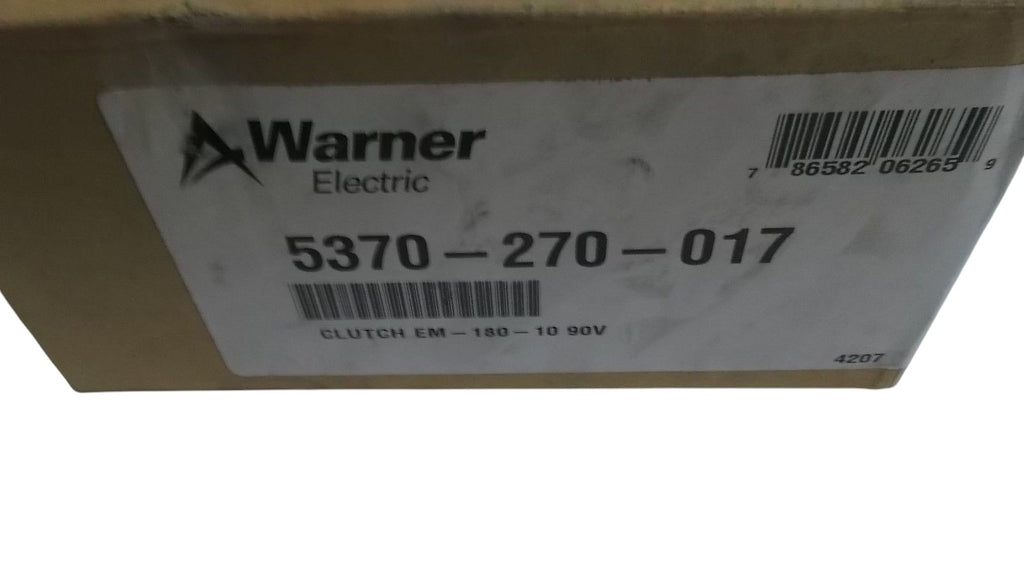 Warner
Electric
7 86582 06265 9
5370-270-017
CLUTCH EM-180-10 90V
4207